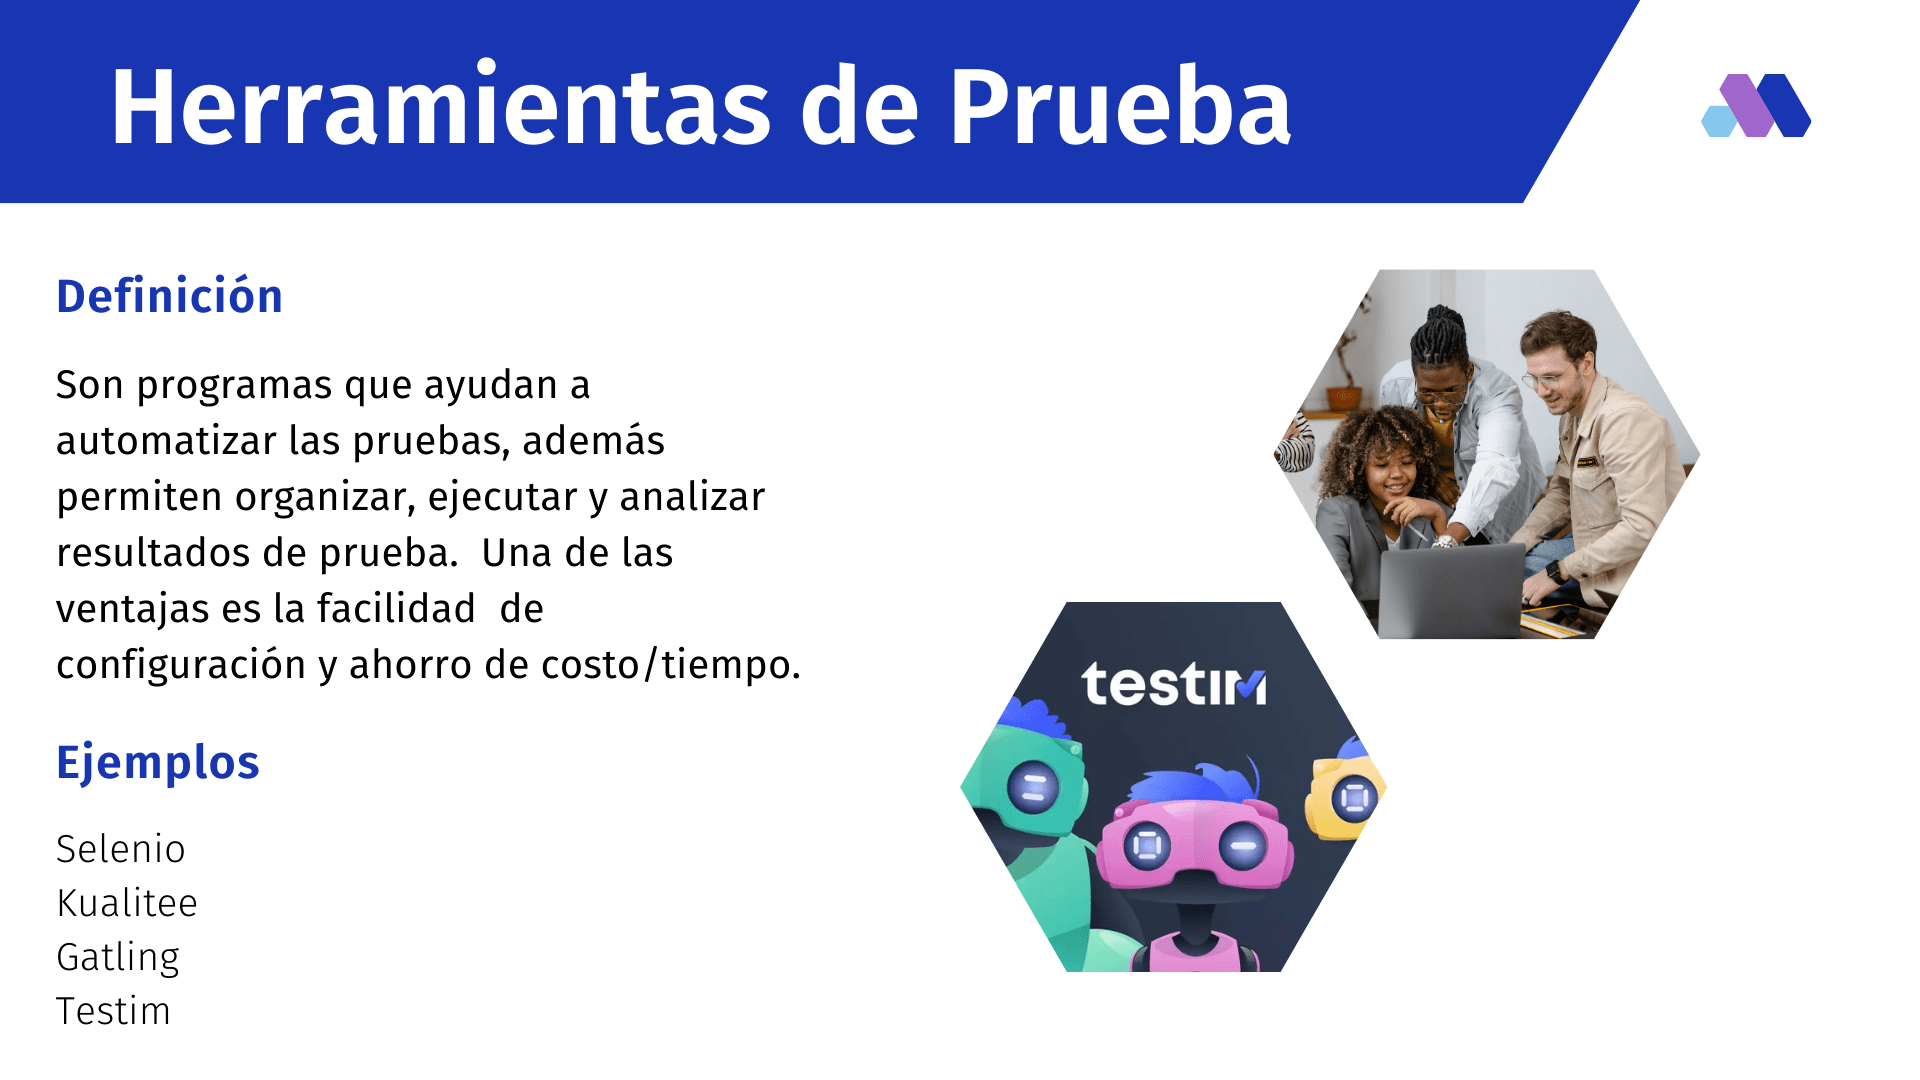 Herramientas de Prueba
Definición
Son programas que ayudan a
automatizar las pruebas, además
permiten organizar, ejecutar y analizar
resultados de prueba.  Una de las
ventajas es la facilidad  de
configuración y ahorro de costo/tiempo.
Ejemplos
Selenio
Kualitee
Gatling
Testim
testim